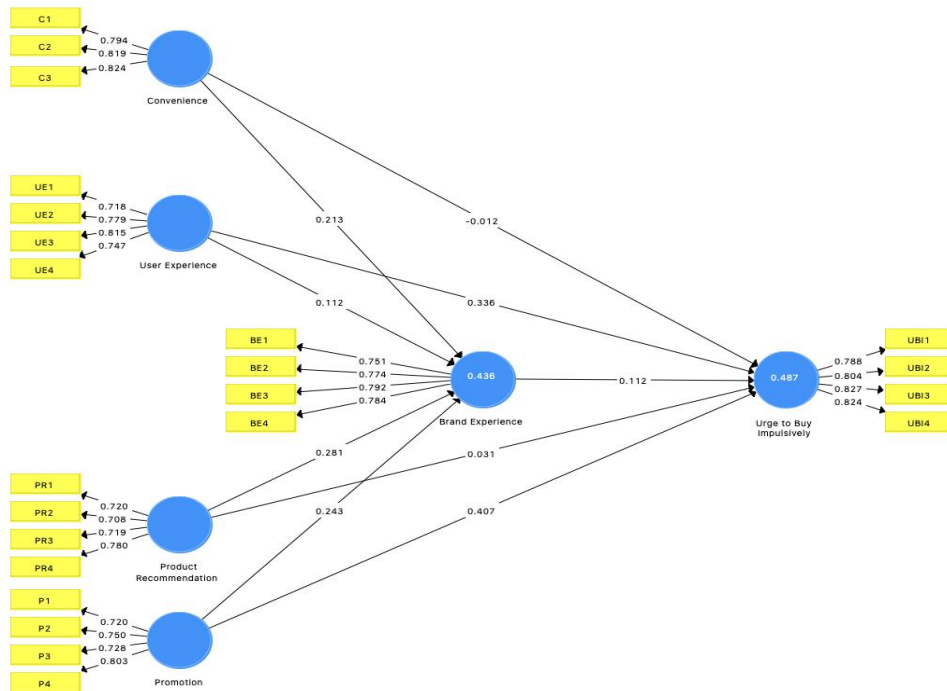 C1
0.794
C2
0.819
C3
0.824
Convenience
UE1
0.718
UE2
0.779
UE3
0.815
UE4
0.747
User Experience
0.213
-0.012
0.112
0.336
BE1
0.751
BE2
0.774
BE3
0.792
BE4
0.784
0.436
Brand Experience
0.112
0.487
Urge to Buy
Impulsively
0.788
UBI1
0.804
UBI2
0.827
UBI3
0.824
UBI4
0.281
0.031
0.243
0.407
PR1
0.720
PR2
0.708
PR3
0.719
PR4
0.780
Product
Recommendation
P1
0.720
P2
0.750
P3
0.728
P4
0.803
Promotion